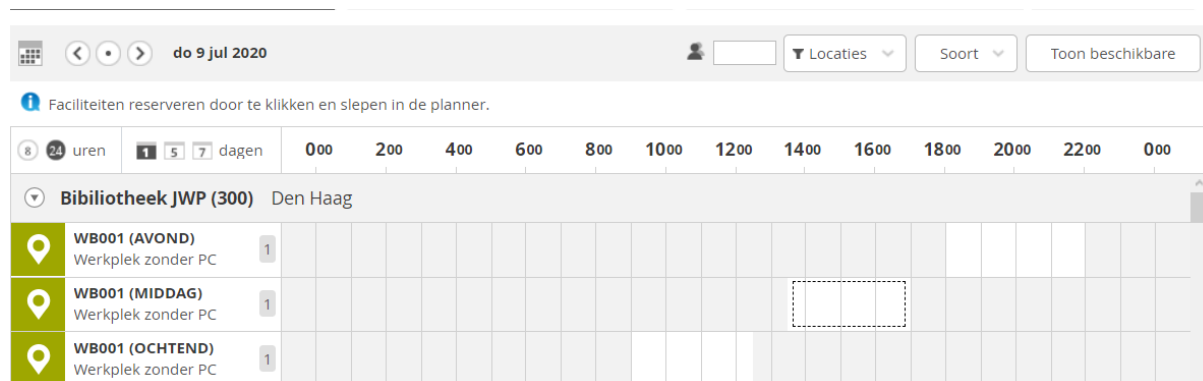 do 9 jul 2020 Locaties Soort Toon beschikbare
Faciliteiten reserveren door te klikken en slepen in de planner.
8 24 uren 1 5 7 dagen 000 200 400 600 800 1000 1200 1400 1600 1800 2000 2200 000
Bibiliotheek JWP (300) Den Haag
WB001 (AVOND)
Werkplek zonder PC
1
WB001 (MIDDAG)
Werkplek zonder PC
1
WB001 (OCHTEND)
Werkplek zonder PC
1